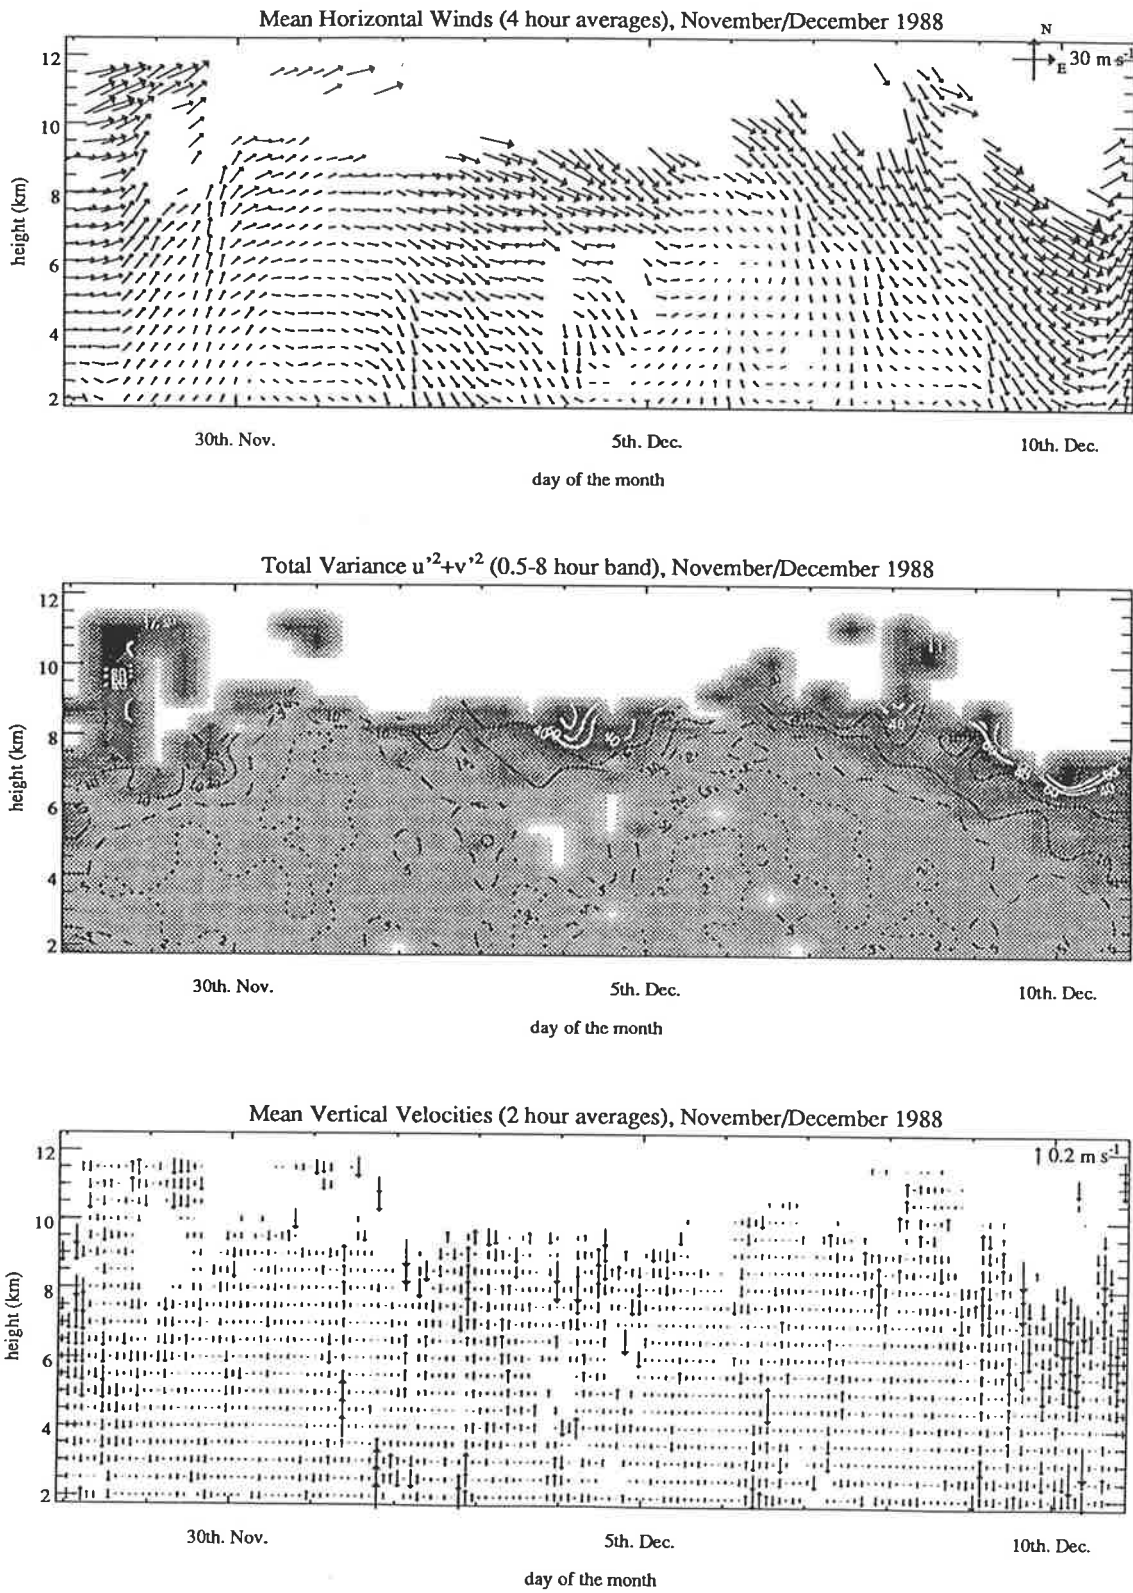 Mean Horizontal Winds (4 hour averages), November/December 1988
N
E
30 m s⁻¹
12
10
8
6
4
2
height (km)
30th. Nov.
5th. Dec.
10th. Dec.
day of the month
Total Variance u'²+v'² (0.5-8 hour band), November/December 1988
12
10
8
6
4
2
height (km)
30th. Nov.
5th. Dec.
10th. Dec.
day of the month
Mean Vertical Velocities (2 hour averages), November/December 1988
0.2 m s⁻¹
12
10
8
6
4
2
height (km)
30th. Nov.
5th. Dec.
10th. Dec.
day of the month